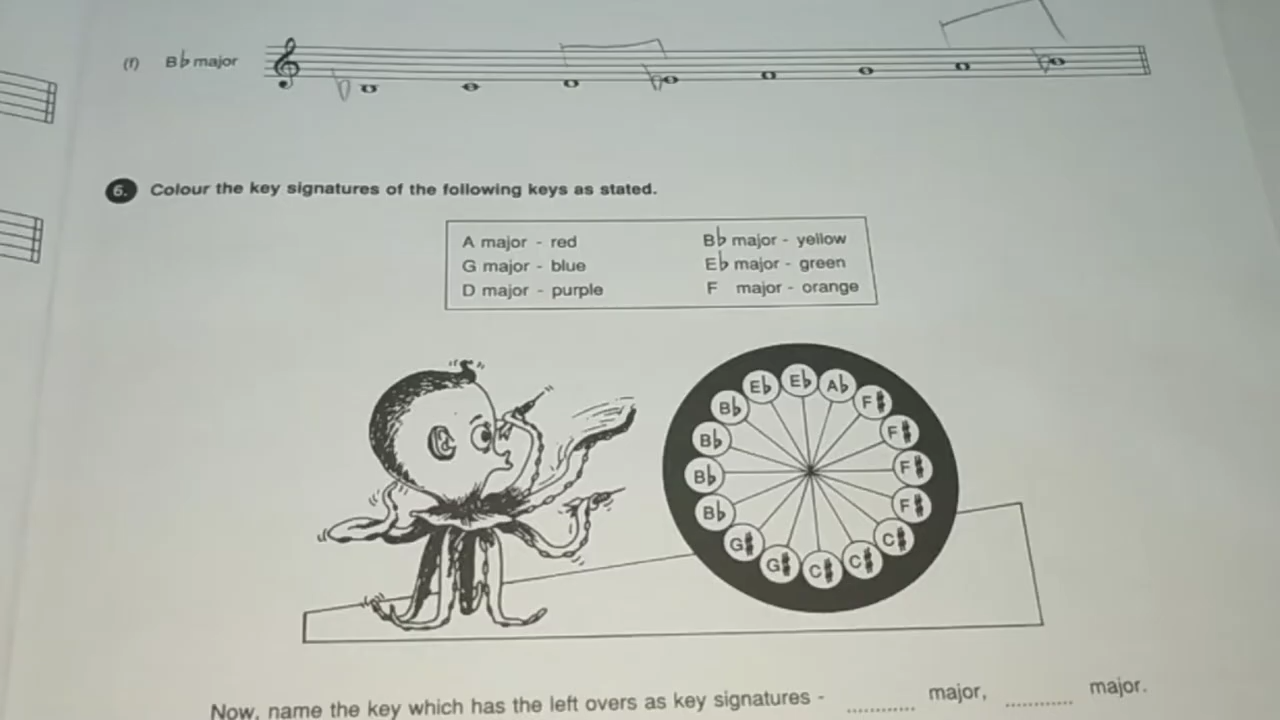 (f) B♭ major
6. Colour the key signatures of the following keys as stated.
A major - red B♭ major - yellow
G major - blue E♭ major - green
D major - purple F major - orange
E♭ E♭ A♭
B♭ F#
B♭ F#
B♭ F#
B♭ F#
G# C#
G# C# C#
Now, name the key which has the left overs as key signatures - ............ major, ............ major.